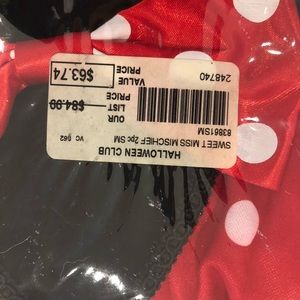 HALLOWEEN CLUB
SWEET MISS MISCHIEF 2pc SM
83861SM
VC 962
OUR
LIST
PRICE
$84.99
VALUE
PRICE
$63.74
248740